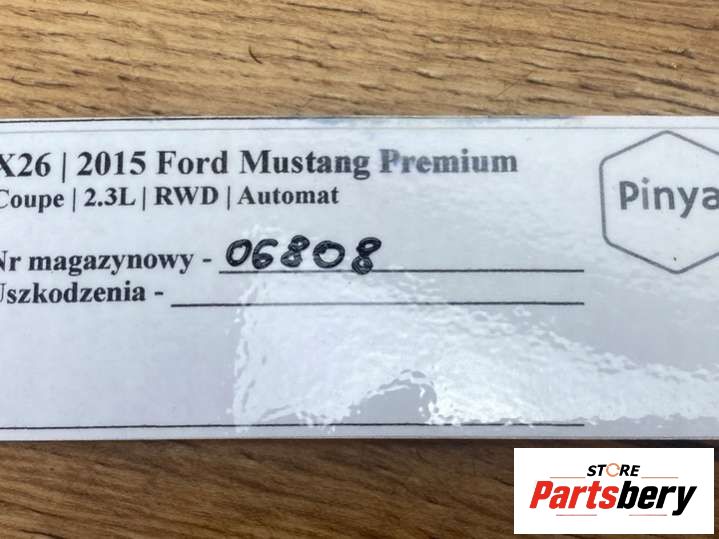 X26 | 2015 Ford Mustang Premium
Coupe | 2.3L | RWD | Automat
Nr magazynowy - 06808
Uszkodzenia -
Pinya
STORE
Partsbery